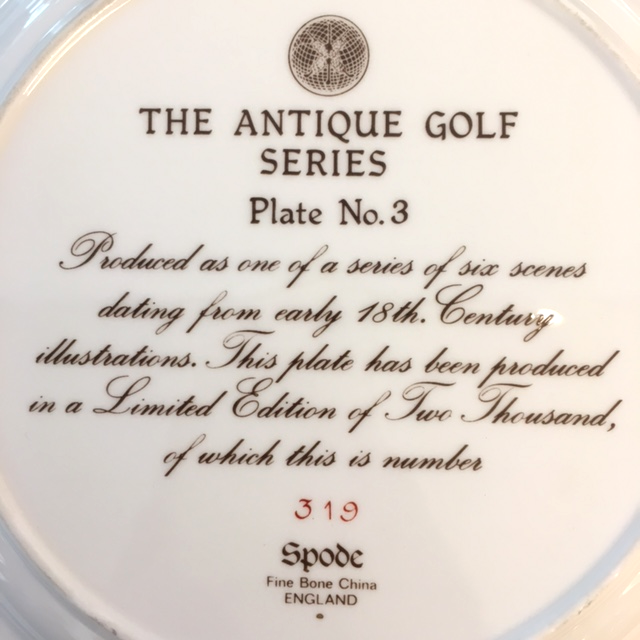 THE ANTIQUE GOLF
SERIES
Plate No. 3
Produced as one of a series of six scenes
dating from early 18th. Century
illustrations. This plate has been produced
in a Limited Edition of Two Thousand,
of which this is number
319
Spode
Fine Bone China
ENGLAND